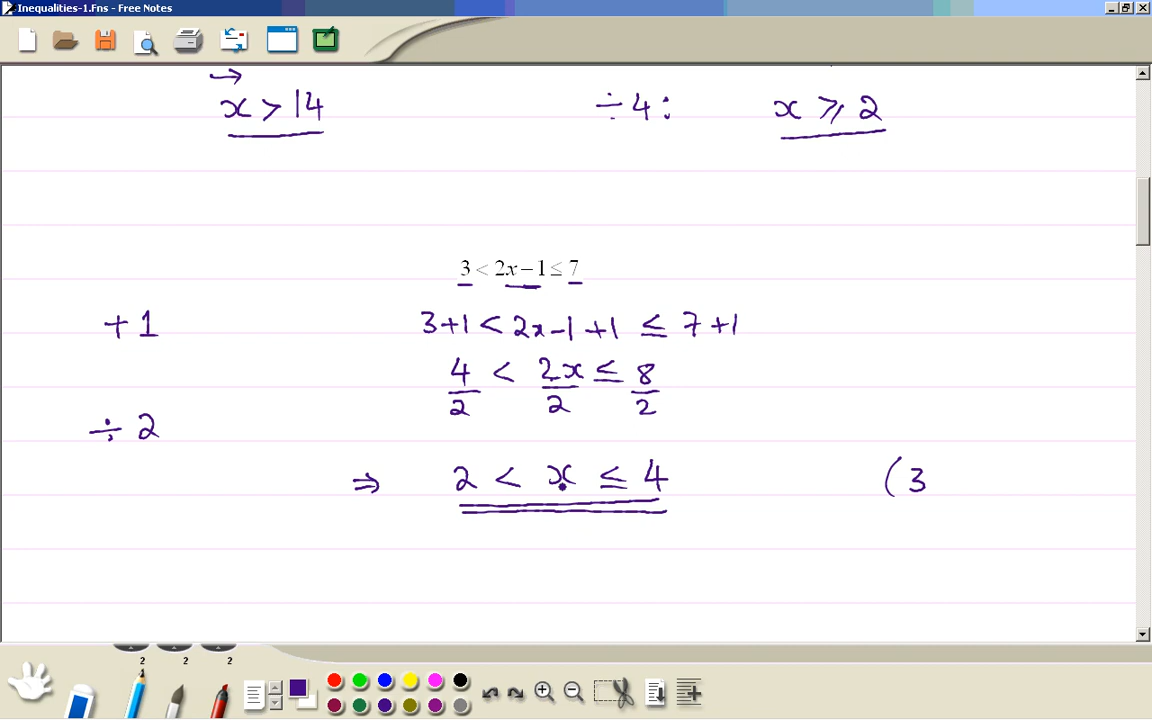 Inequalities-1.Fns - Free Notes
x > 14
÷ 4 : x ⩾ 2
3 < 2x − 1 ≤ 7
+ 1 3+1 < 2x-1 +1 ≤ 7 +1
4/2 < 2x/2 ≤ 8/2
÷ 2
⇒ 2 < x ≤ 4 (3
2 2 2